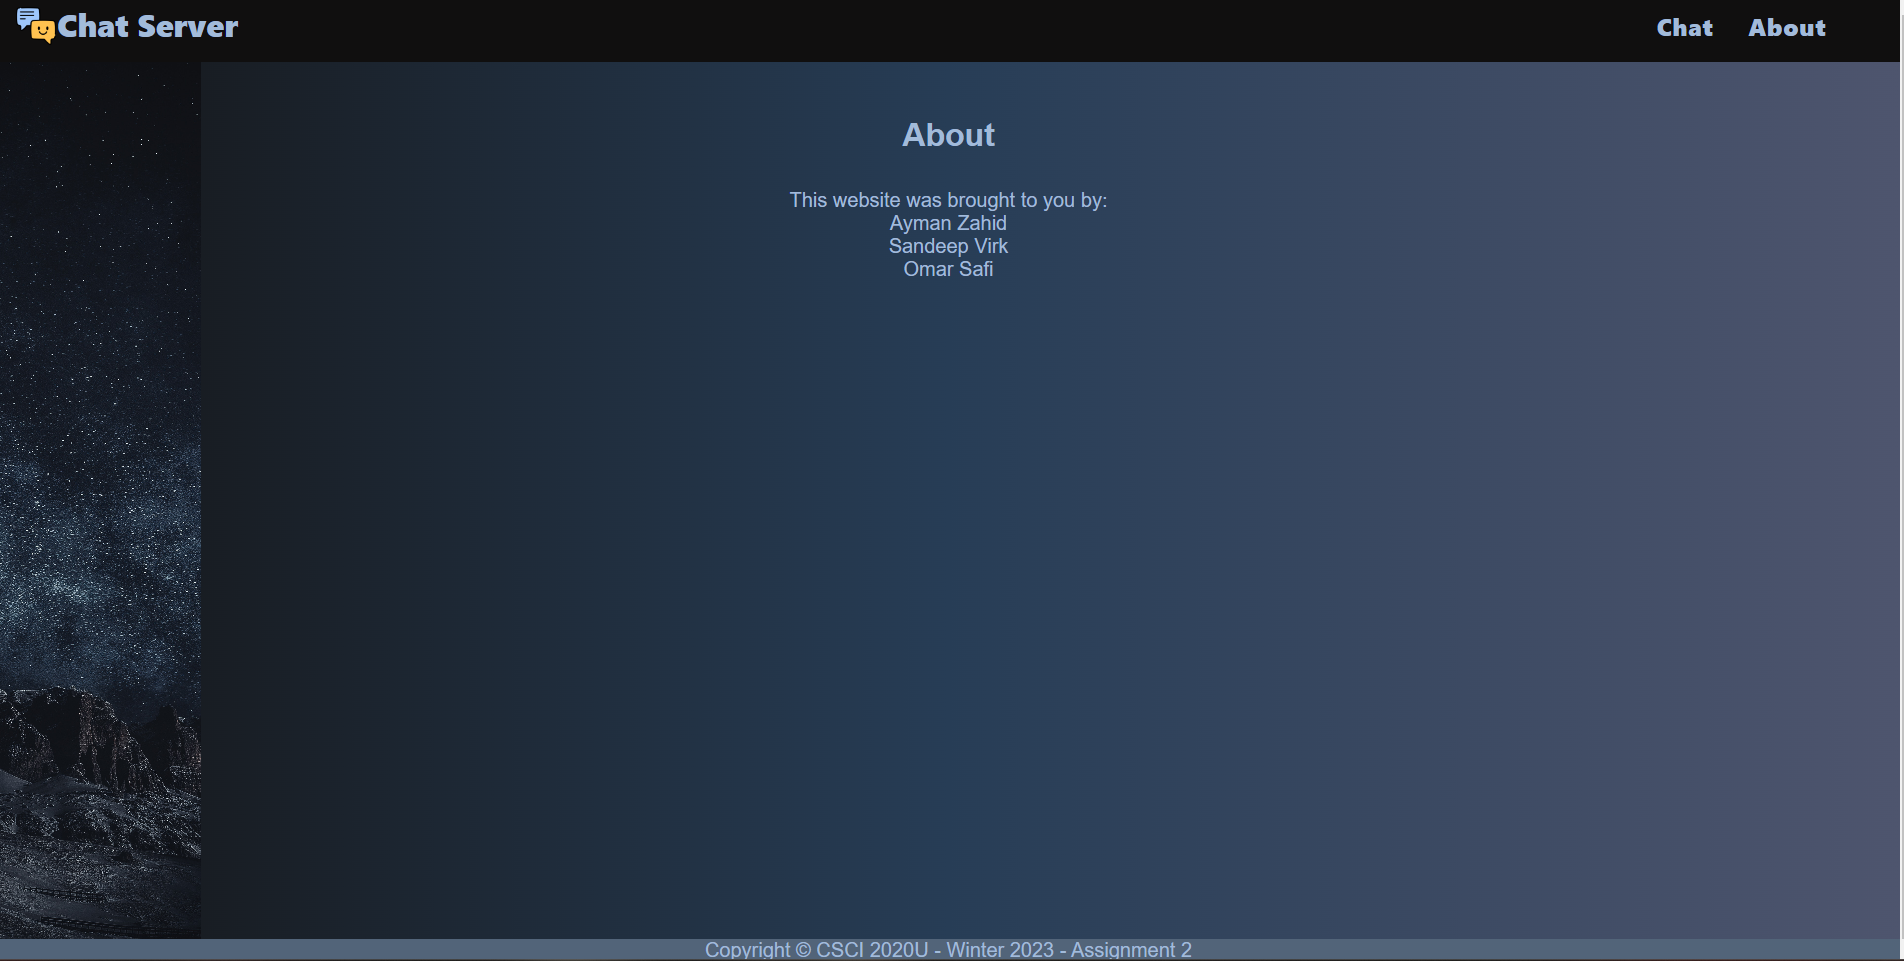 Chat Server
Chat
About
About
This website was brought to you by:
Ayman Zahid
Sandeep Virk
Omar Safi
Copyright © CSCI 2020U - Winter 2023 - Assignment 2